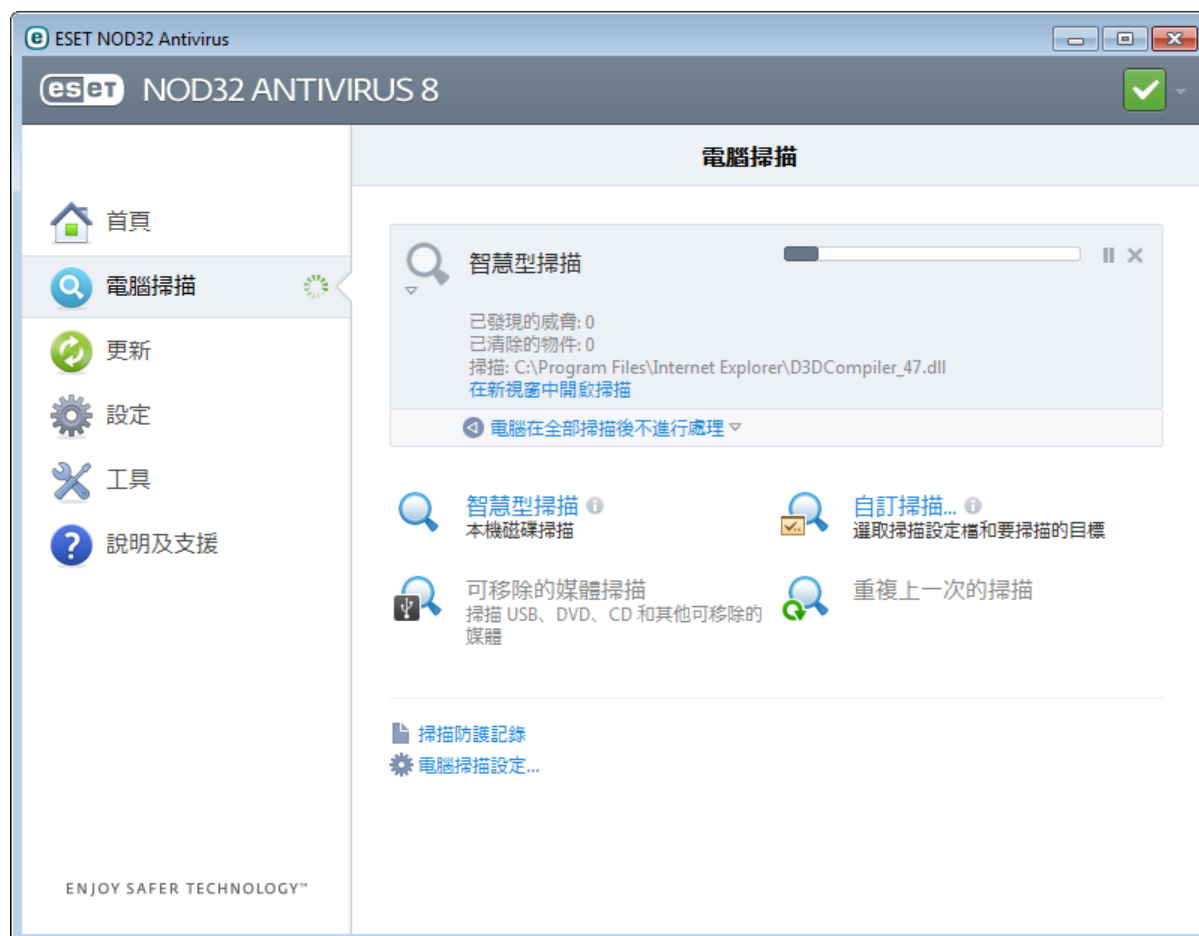 ESET NOD32 Antivirus
eset NOD32 ANTIVIRUS 8
電腦掃描
首頁
電腦掃描
更新
設定
工具
說明及支援
智慧型掃描
已發現的威脅: 0
已清除的物件: 0
掃描: C:\Program Files\Internet Explorer\D3DCompiler_47.dll
在新視窗中開啟掃描
電腦在全部掃描後不進行處理
智慧型掃描
本機磁碟掃描
自訂掃描...
選取掃描設定檔和要掃描的目標
可移除的媒體掃描
掃描 USB、DVD、CD 和其他可移除的
媒體
重複上一次的掃描
掃描防護記錄
電腦掃描設定...
ENJOY SAFER TECHNOLOGY™